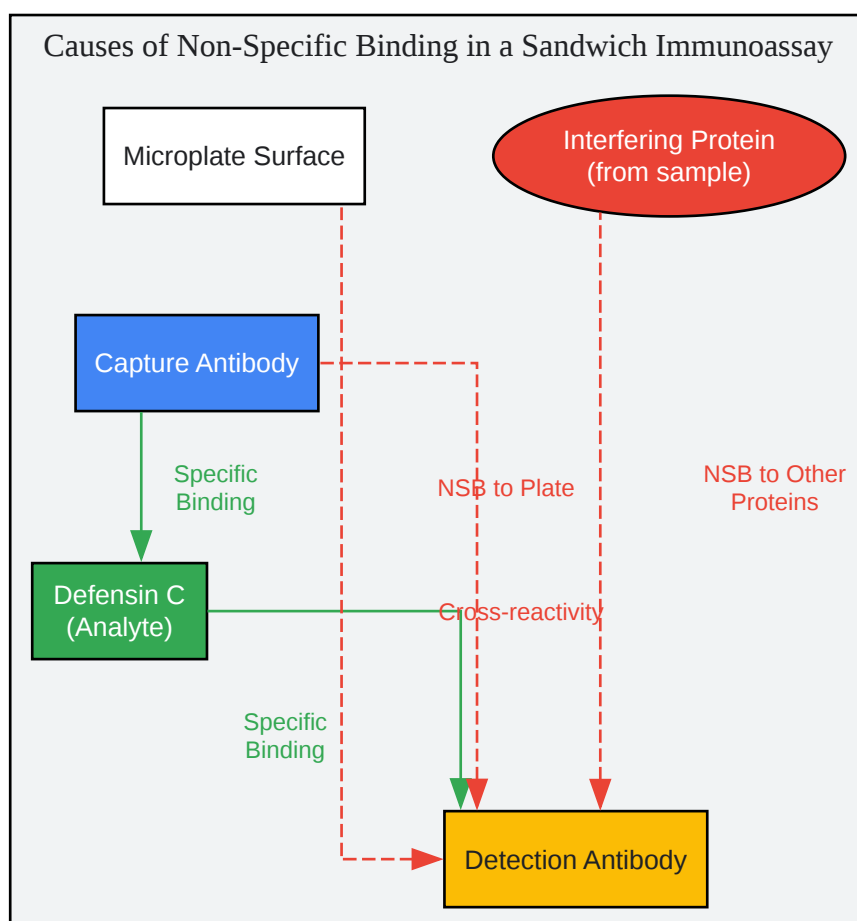 Causes of Non-Specific Binding in a Sandwich Immunoassay
Microplate Surface
Interfering Protein
(from sample)
Capture Antibody
Specific
Binding
NSB to Plate
NSB to Other
Proteins
Defensin C
(Analyte)
Cross-reactivity
Specific
Binding
Detection Antibody